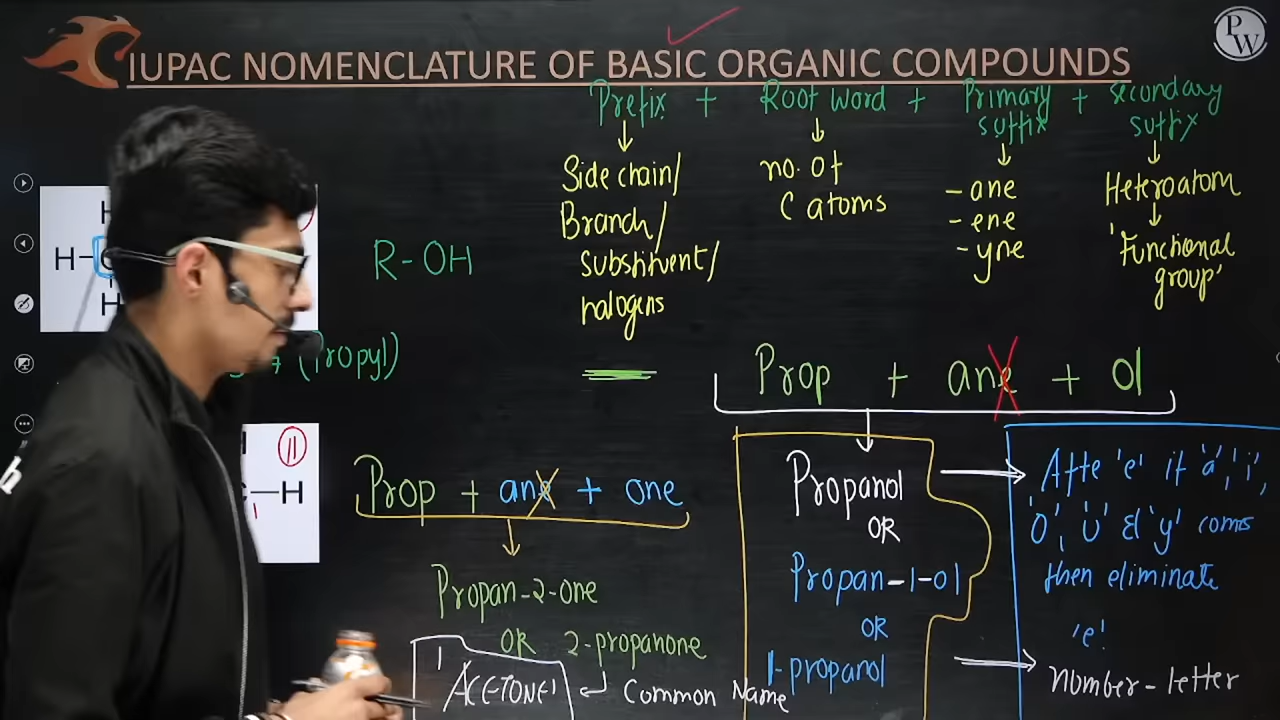 PW
IUPAC NOMENCLATURE OF BASIC ORGANIC COMPOUNDS
Prefix + Root word + Primary suffix + secondary suffix
Side chain/
Branch/
Substituent/
halogens
no. of
C atoms
-ane
-ene
-yne
Heteroatom
'Functional
group'
H
H-C
H
R-OH
(Propyl)
Prop + ane + ol
Propanol
OR
Propan-1-ol
OR
1-propanol
Afte 'e' if 'a', 'i',
'o', 'u' & 'y' coms
then eliminate
'e'.
number-letter
11
-H
Prop + ane + one
Propan-2-one
OR 2-propanone
'ACETONE'
Common Name
h